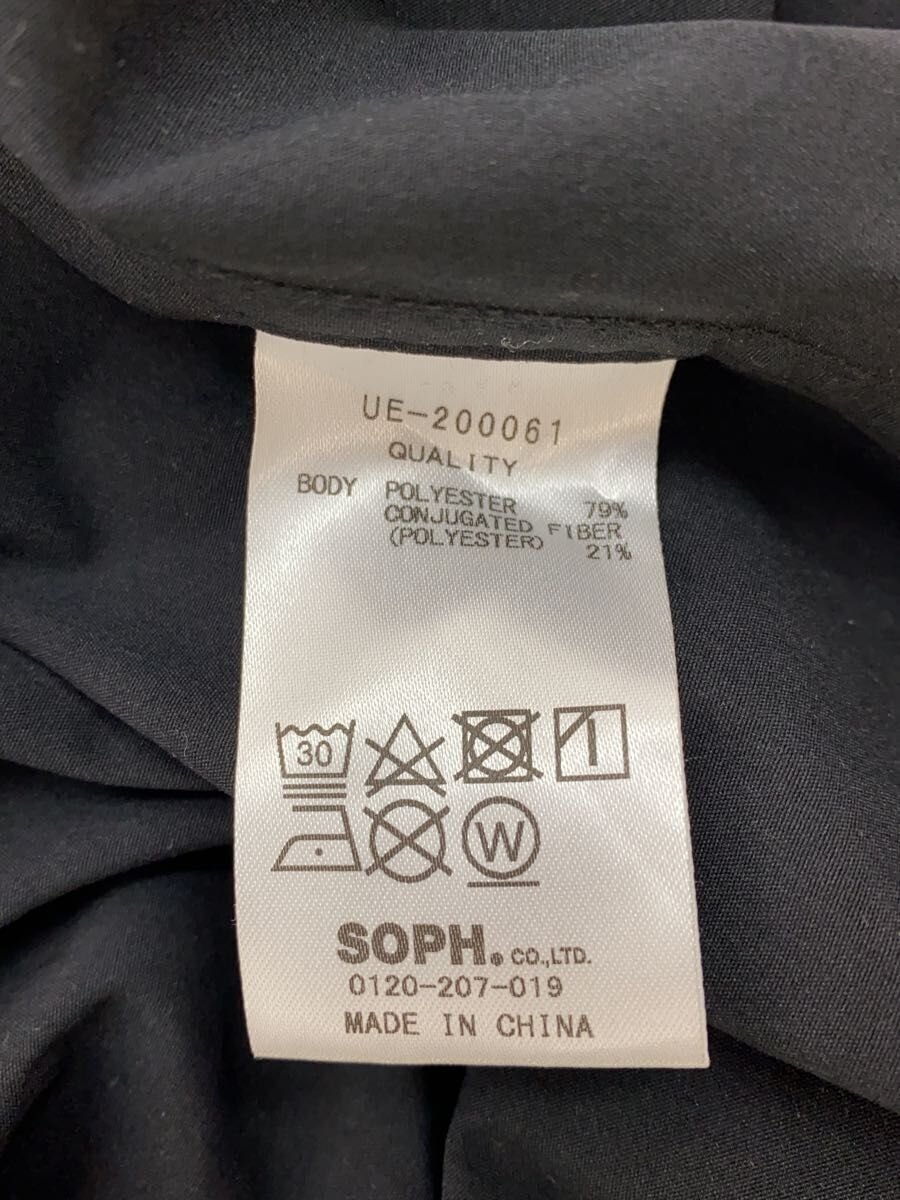 UE-200061
QUALITY
BODY POLYESTER 79%
CONJUGATED FIBER
(POLYESTER) 21%
30
W
SOPH. CO.,LTD.
0120-207-019
MADE IN CHINA